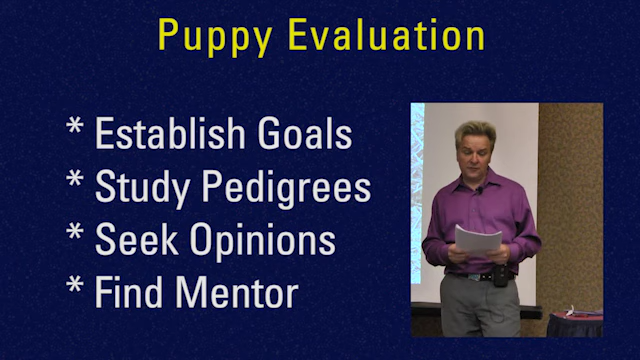 Puppy Evaluation
* Establish Goals
* Study Pedigrees
* Seek Opinions
* Find Mentor